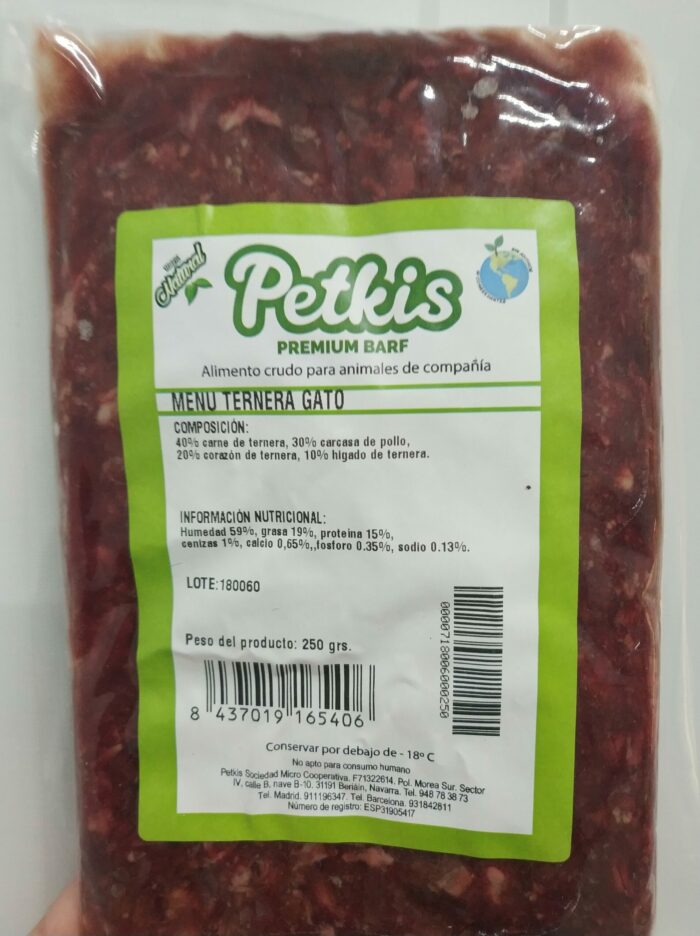 Natural
Petkis
PREMIUM BARF
Alimento crudo para animales de compañía
MENU TERNERA GATO
COMPOSICIÓN:
40% carne de ternera, 30% carcasa de pollo,
20% corazón de ternera, 10% higado de ternera.
INFORMACIÓN NUTRICIONAL:
Humedad 59%, grasa 19%, proteina 15%,
cenizas 1%, calcio 0,65%,,fosforo 0.35%, sodio 0.13%.
LOTE:180060
Peso del producto: 250 grs.
8 437019 165406
0000071800600000250
Conservar por debajo de - 18º C
No apto para consumo humano
Petkis Sociedad Micro Cooperativa. F71322614. Pol. Morea Sur. Sector
IV, calle B, nave B-10. 31191 Beriáin, Navarra. Tel. 948 78 38 73
Tel. Madrid. 911196347. Tel. Barcelona. 931842811
Número de registro: ESP31905417